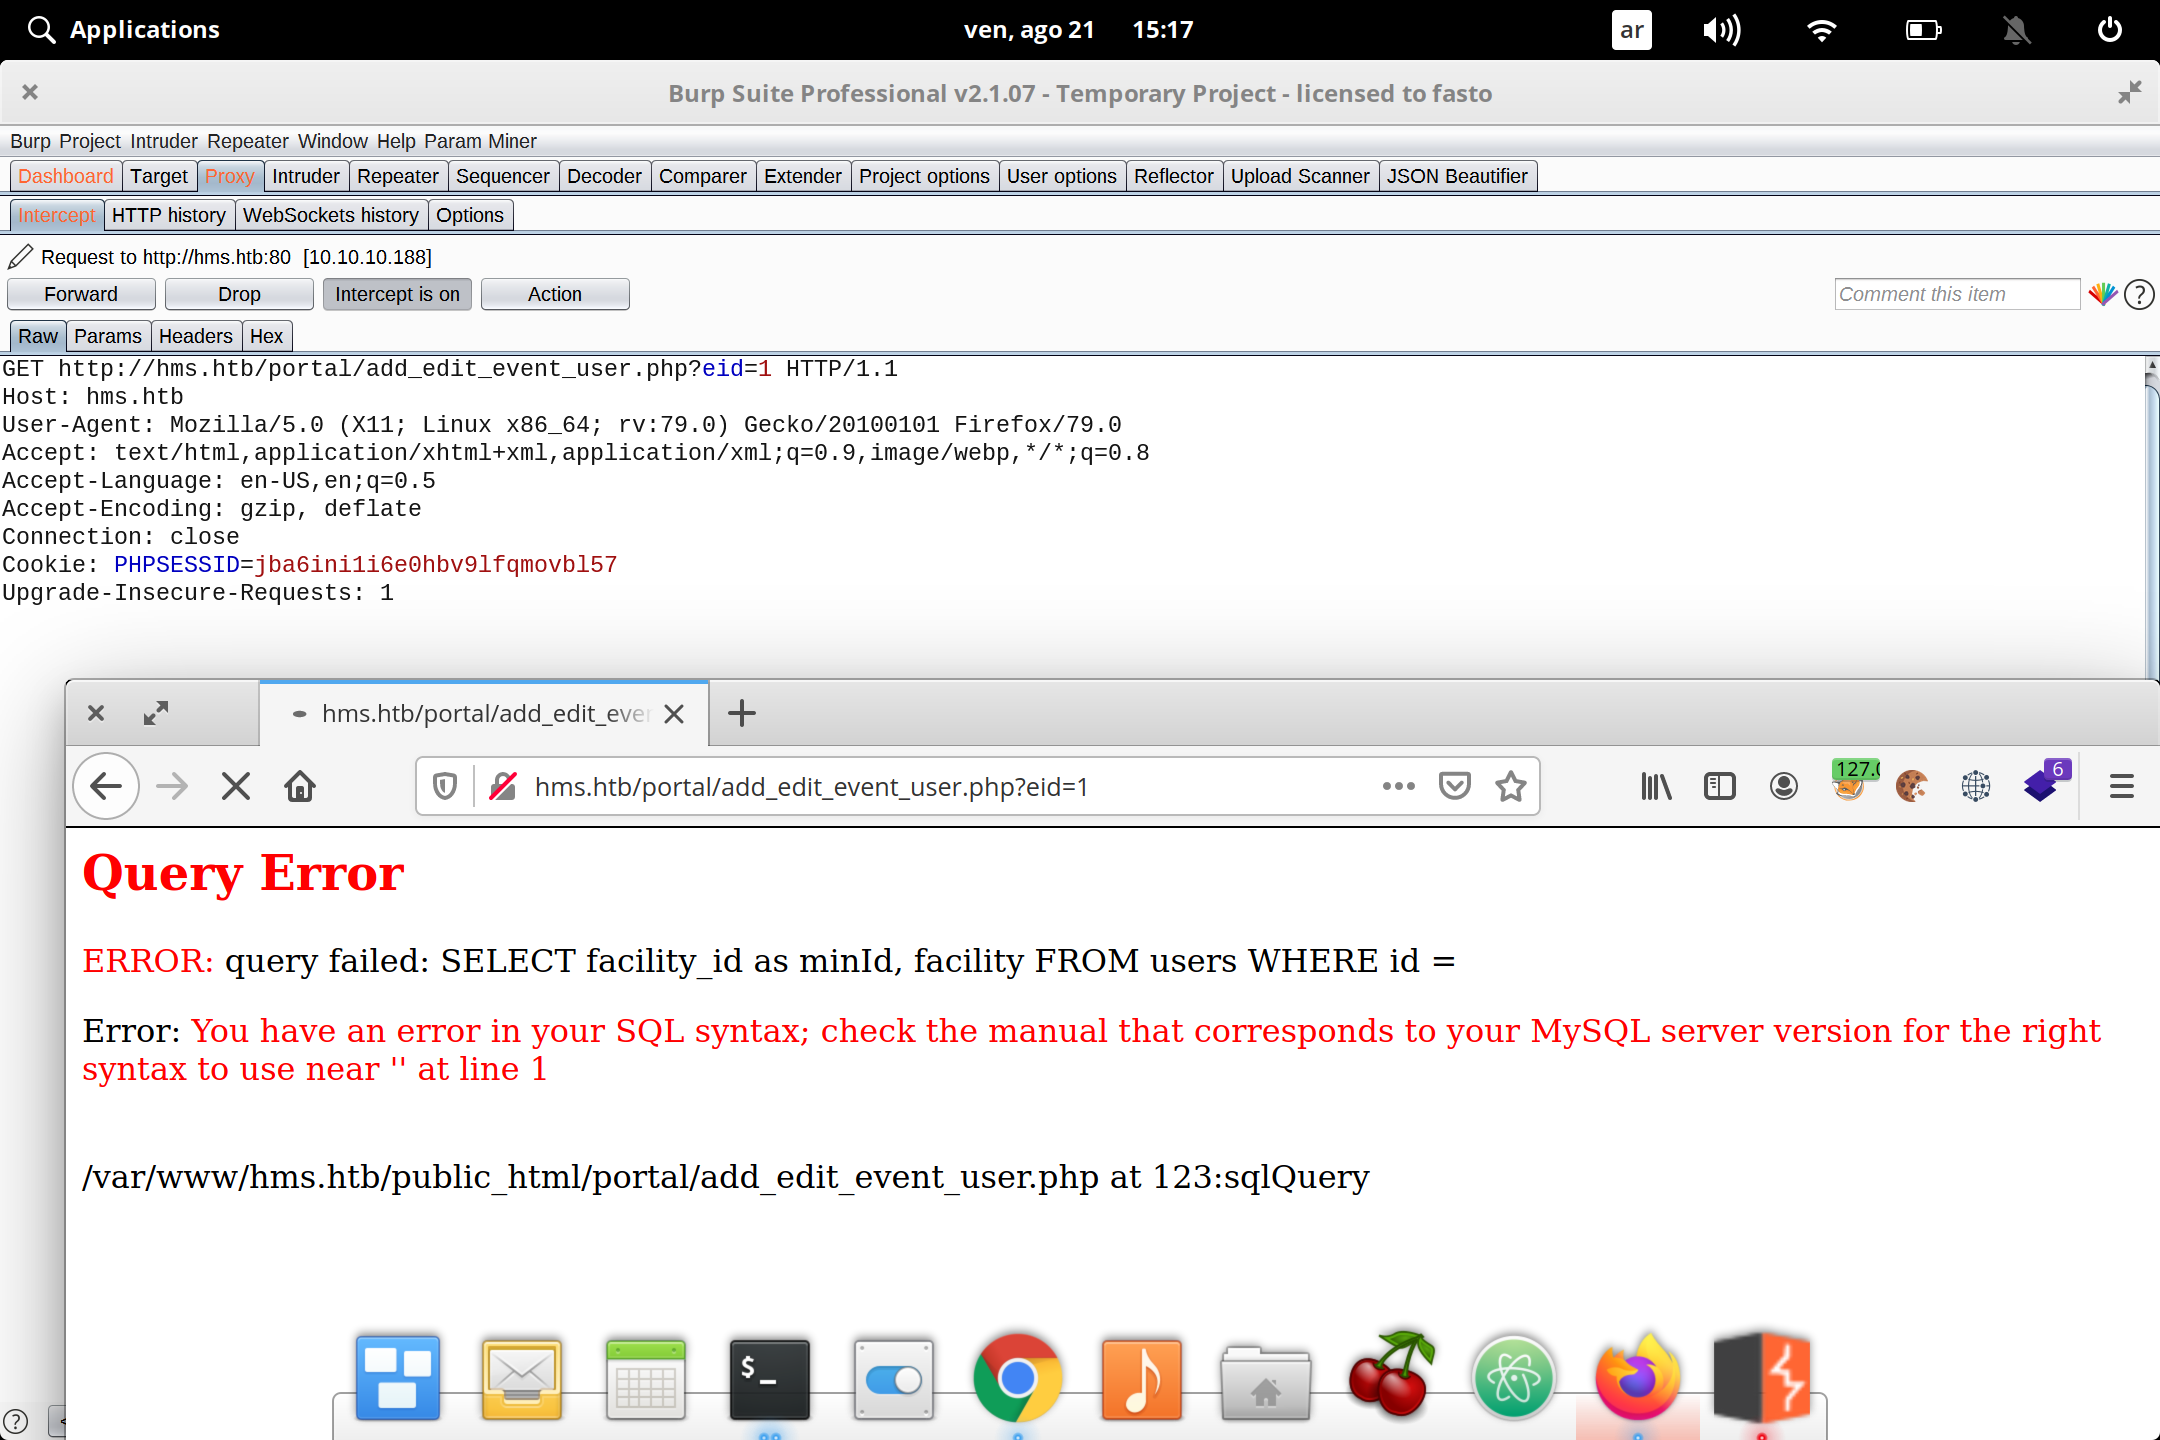 Applications
ven, ago 21 15:17
ar
Burp Suite Professional v2.1.07 - Temporary Project - licensed to fasto
Burp Project Intruder Repeater Window Help Param Miner
Dashboard Target Proxy Intruder Repeater Sequencer Decoder Comparer Extender Project options User options Reflector Upload Scanner JSON Beautifier
Intercept HTTP history WebSockets history Options
Request to http://hms.htb:80 [10.10.10.188]
Forward Drop Intercept is on Action Comment this item ?
Raw Params Headers Hex
GET http://hms.htb/portal/add_edit_event_user.php?eid=1 HTTP/1.1
Host: hms.htb
User-Agent: Mozilla/5.0 (X11; Linux x86_64; rv:79.0) Gecko/20100101 Firefox/79.0
Accept: text/html,application/xhtml+xml,application/xml;q=0.9,image/webp,*/*;q=0.8
Accept-Language: en-US,en;q=0.5
Accept-Encoding: gzip, deflate
Connection: close
Cookie: PHPSESSID=jba6ini1i6e0hbv9lfqmovbl57
Upgrade-Insecure-Requests: 1
hms.htb/portal/add_edit_ever
hms.htb/portal/add_edit_event_user.php?eid=1
127.0
6
Query Error
ERROR: query failed: SELECT facility_id as minId, facility FROM users WHERE id =
Error: You have an error in your SQL syntax; check the manual that corresponds to your MySQL server version for the right
syntax to use near '' at line 1
/var/www/hms.htb/public_html/portal/add_edit_event_user.php at 123:sqlQuery
$_
? <